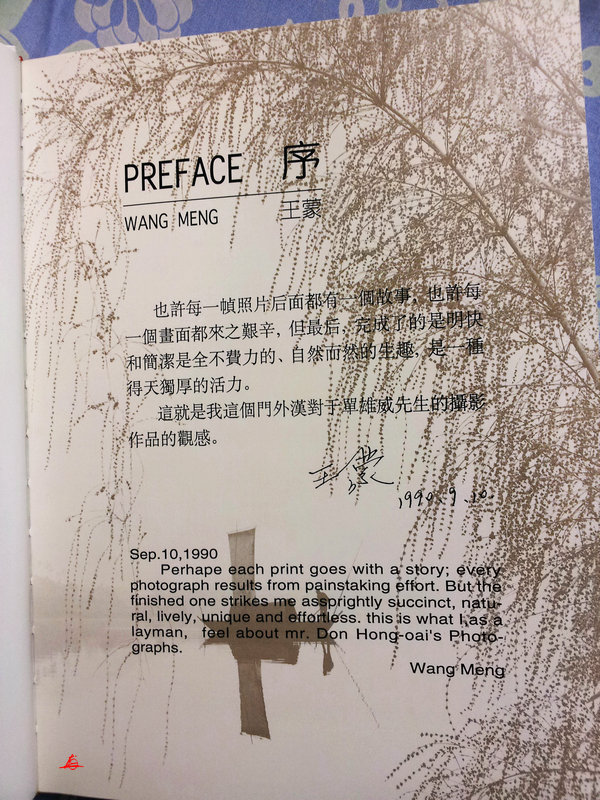 PREFACE 序
WANG MENG 王蒙
也許每一幀照片后面都有一個故事，也許每
一個畫面都來之艱辛，但最后，完成了的是明快
和簡潔是全不費力的、自然而然的生趣，是一種
得天獨厚的活力。
這就是我這個門外漢對于單雄威先生的攝影
作品的觀感。
王蒙
1990.9.10
Sep.10,1990
Perhape each print goes with a story; every
photograph results from painstaking effort. But the
finished one strikes me assprightly succinct, natu-
ral, lively, unique and effortless. this is what I,as a
layman, feel about mr. Don Hong-oai's Photo-
graphs.
Wang Meng